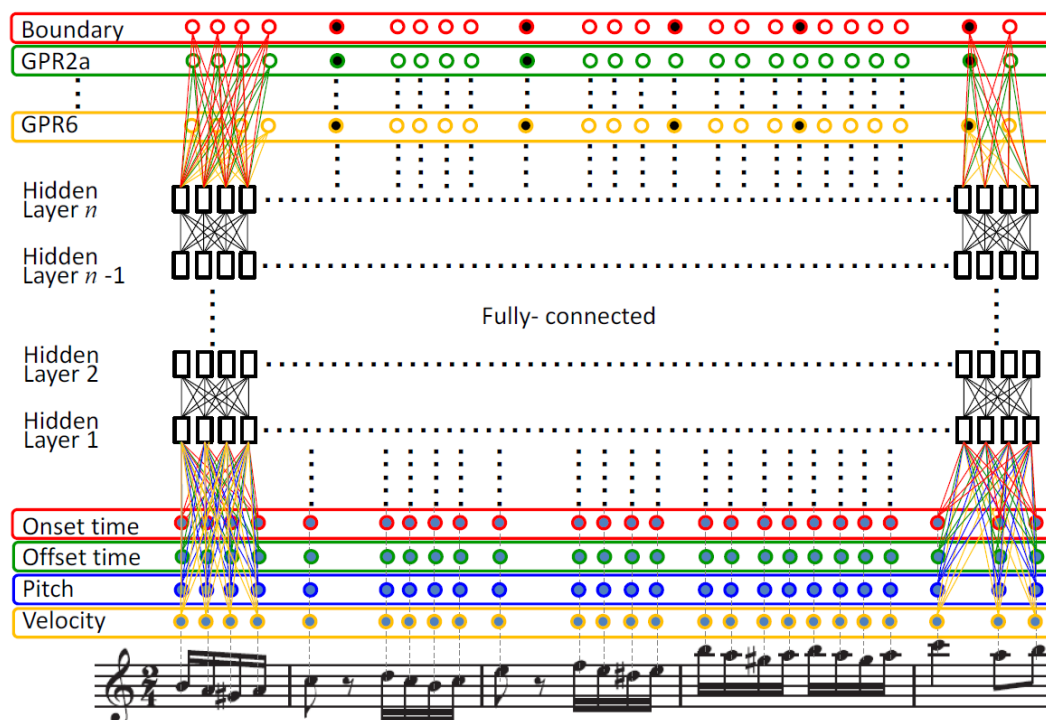 Boundary
GPR2a
GPR6
Hidden
Layer n
Hidden
Layer n -1
Fully- connected
Hidden
Layer 2
Hidden
Layer 1
Onset time
Offset time
Pitch
Velocity
2
4